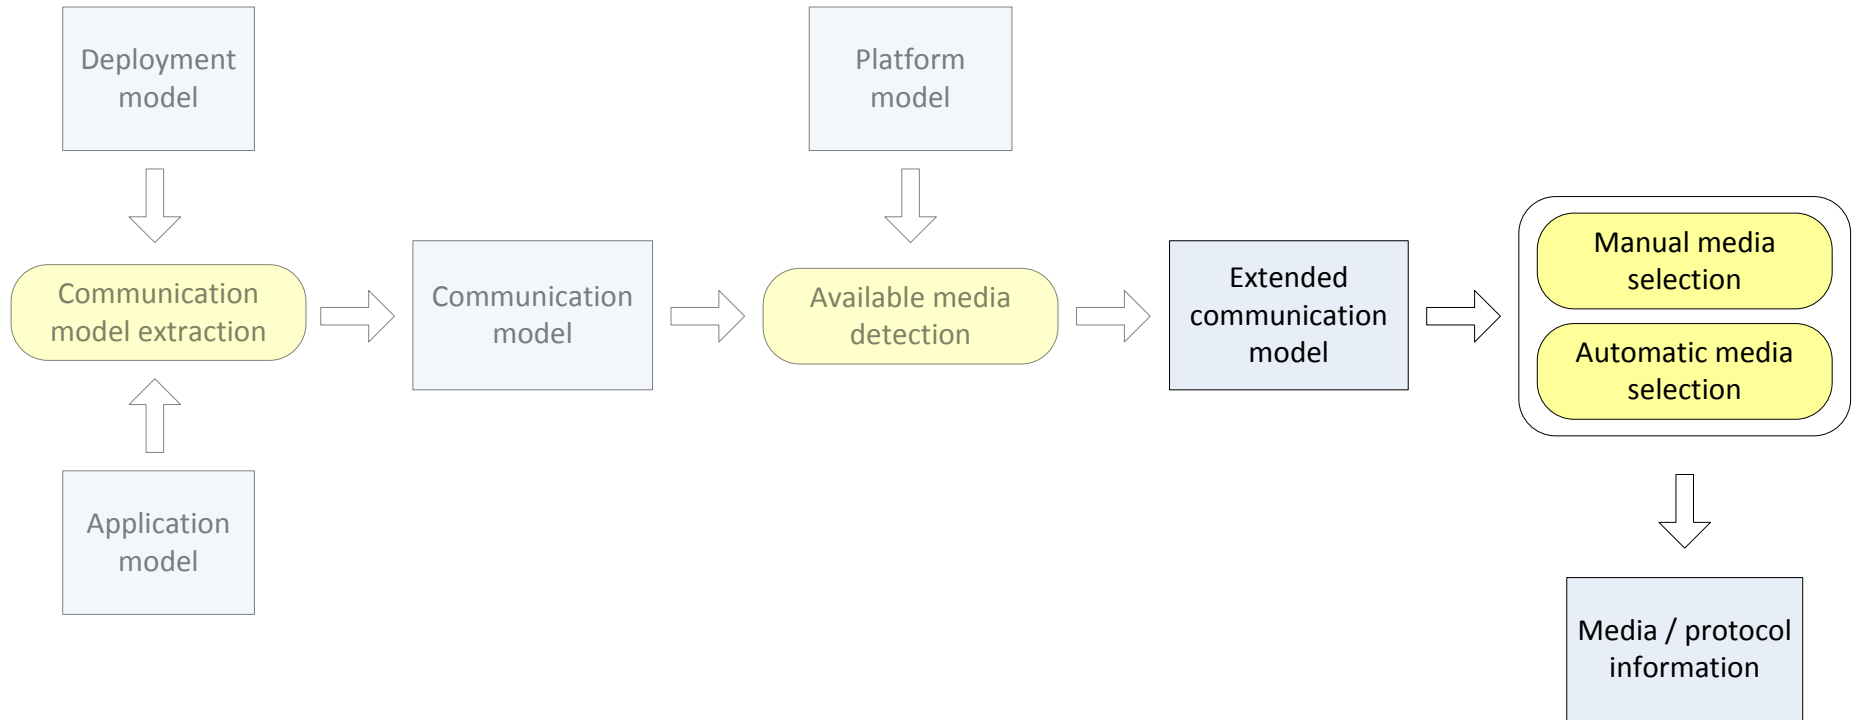 Deployment
model
Platform
model
Communication
model extraction
Communication
model
Available media
detection
Extended
communication
model
Manual media
selection
Automatic media
selection
Application
model
Media / protocol
information